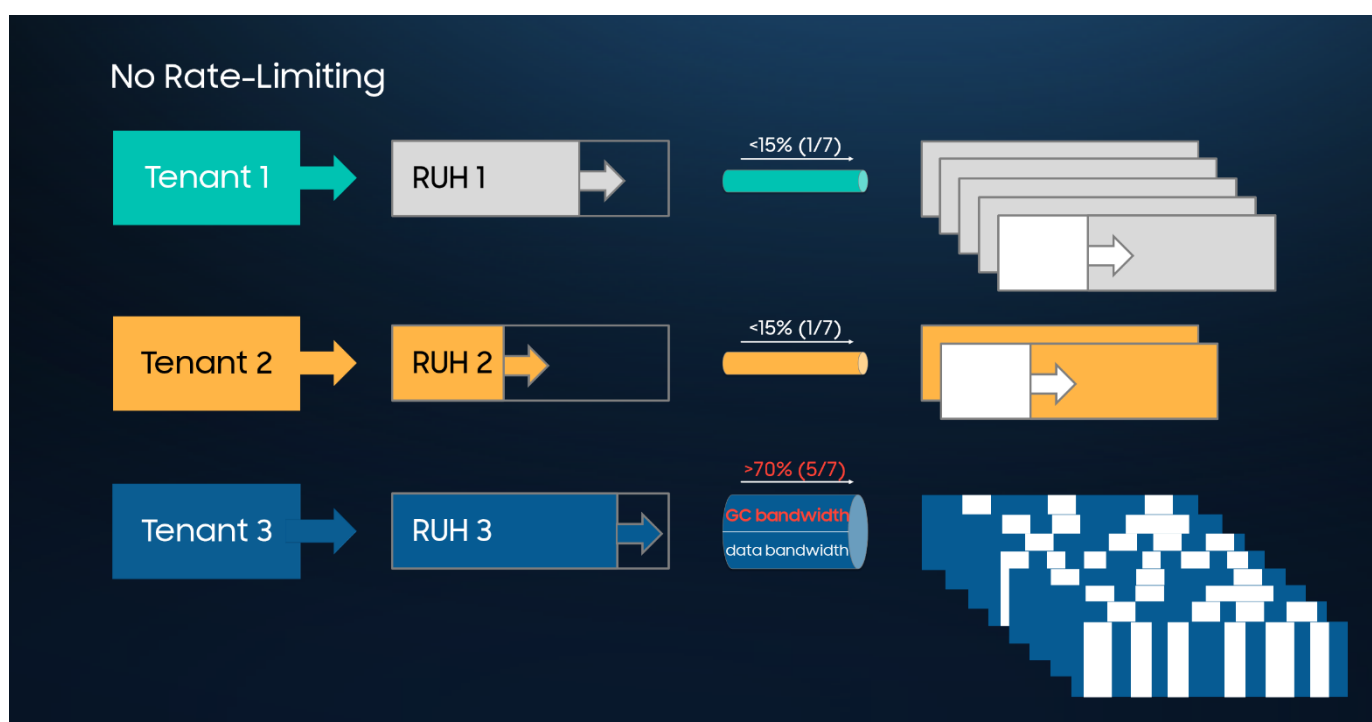 No Rate-Limiting
Tenant 1
RUH 1
<15% (1/7)
Tenant 2
RUH 2
<15% (1/7)
Tenant 3
RUH 3
>70% (5/7)
GC bandwidth
data bandwidth